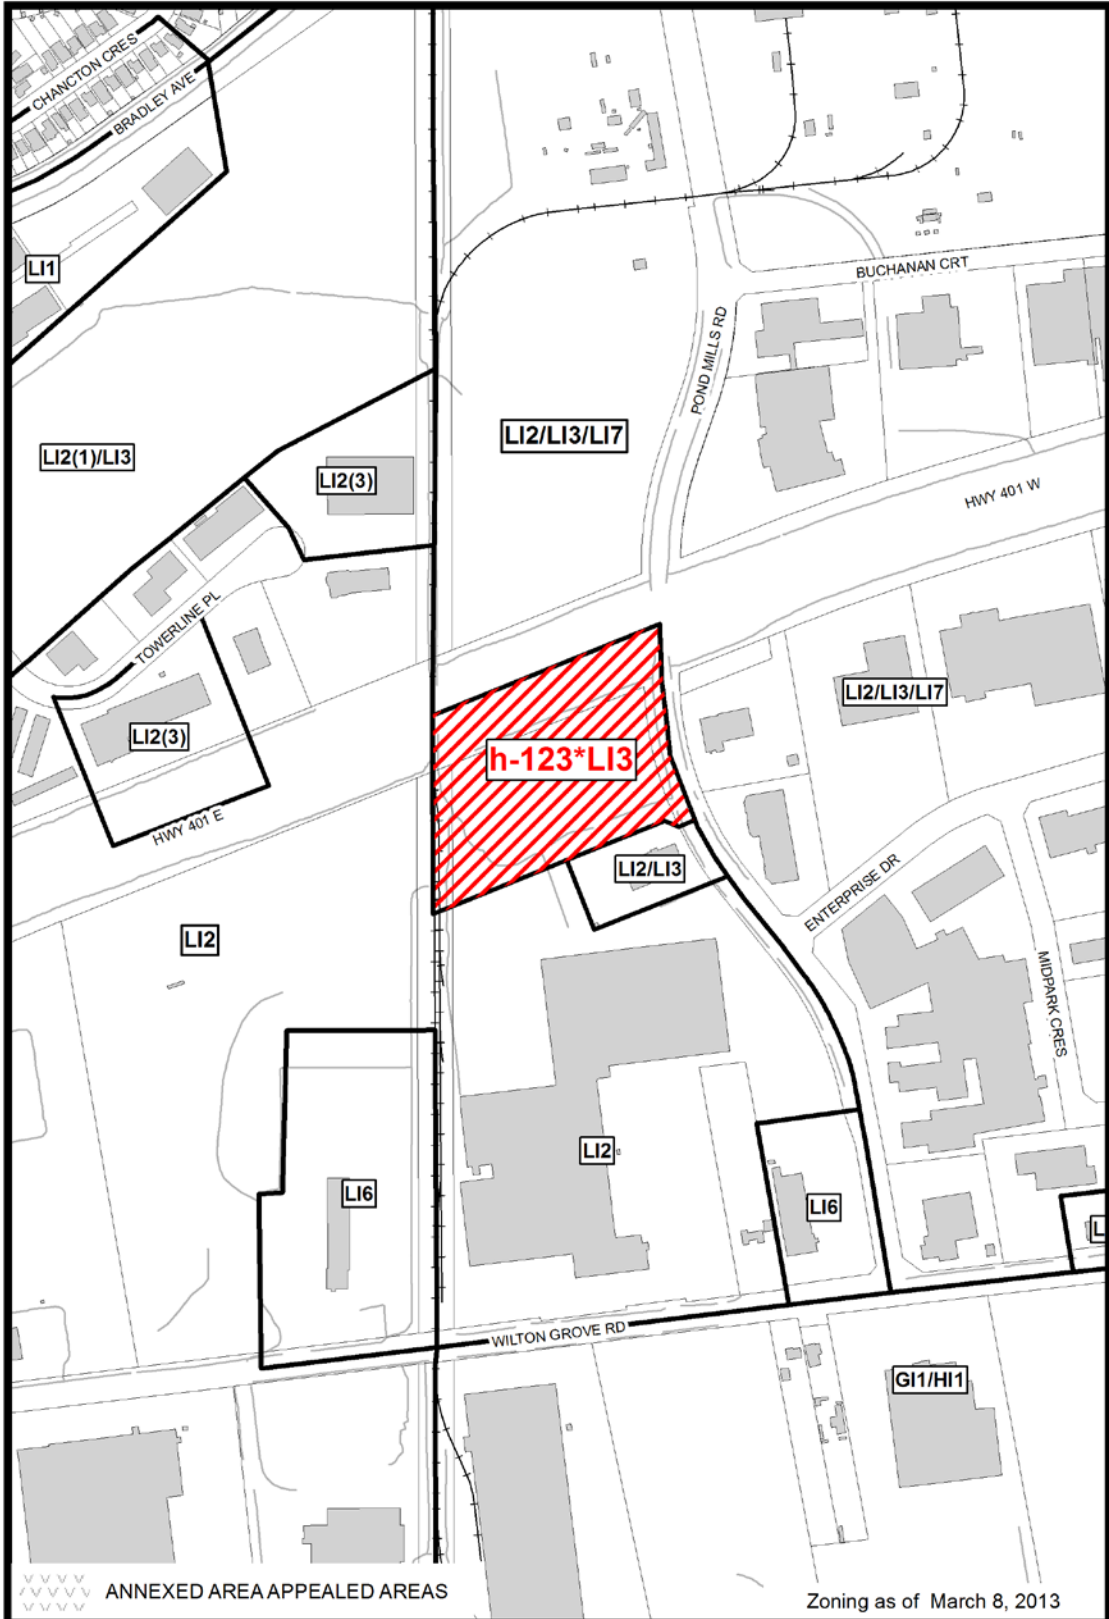 CHANCTON CRES
BRADLEY AVE
LI1
BUCHANAN CRT
POND MILLS RD
LI2/LI3/LI7
LI2(1)/LI3
LI2(3)
HWY 401 W
TOWERLINE PL
LI2/LI3/LI7
LI2(3)
h-123*LI3
HWY 401 E
LI2/LI3
ENTERPRISE DR
LI2
MIDPARK CRES
LI2
LI6
LI6
L
WILTON GROVE RD
GI1/HI1
ANNEXED AREA APPEALED AREAS
Zoning as of March 8, 2013